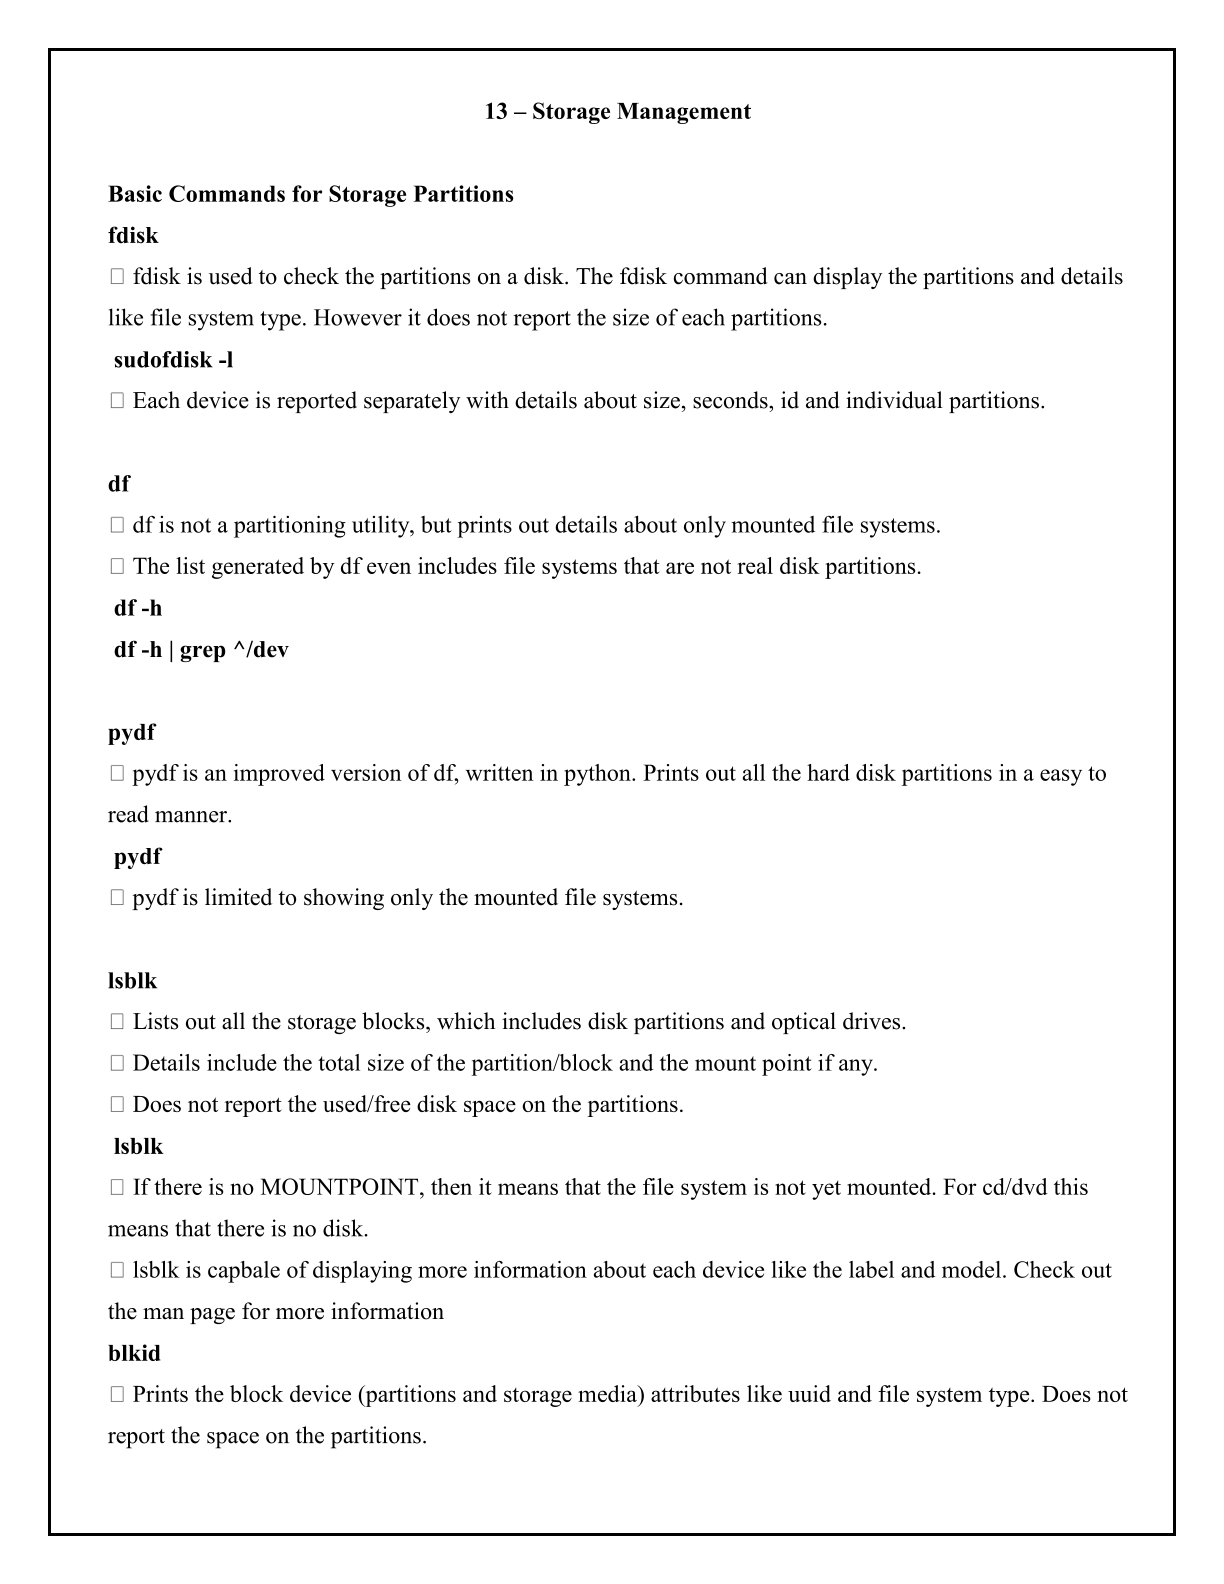 13 – Storage Management
Basic Commands for Storage Partitions
fdisk
□ fdisk is used to check the partitions on a disk. The fdisk command can display the partitions and details
like file system type. However it does not report the size of each partitions.
sudofdisk -l
□ Each device is reported separately with details about size, seconds, id and individual partitions.
df
□ df is not a partitioning utility, but prints out details about only mounted file systems.
□ The list generated by df even includes file systems that are not real disk partitions.
df -h
df -h | grep ^/dev
pydf
□ pydf is an improved version of df, written in python. Prints out all the hard disk partitions in a easy to
read manner.
pydf
□ pydf is limited to showing only the mounted file systems.
lsblk
□ Lists out all the storage blocks, which includes disk partitions and optical drives.
□ Details include the total size of the partition/block and the mount point if any.
□ Does not report the used/free disk space on the partitions.
lsblk
□ If there is no MOUNTPOINT, then it means that the file system is not yet mounted. For cd/dvd this
means that there is no disk.
□ lsblk is capbale of displaying more information about each device like the label and model. Check out
the man page for more information
blkid
□ Prints the block device (partitions and storage media) attributes like uuid and file system type. Does not
report the space on the partitions.